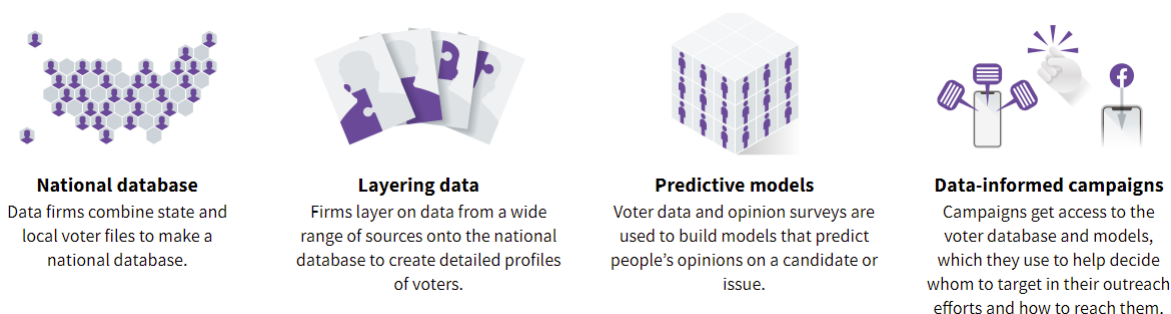 National database
Data firms combine state and
local voter files to make a
national database.
Layering data
Firms layer on data from a wide
range of sources onto the national
database to create detailed profiles
of voters.
Predictive models
Voter data and opinion surveys are
used to build models that predict
people’s opinions on a candidate or
issue.
Data-informed campaigns
Campaigns get access to the
voter database and models,
which they use to help decide
whom to target in their outreach
efforts and how to reach them.